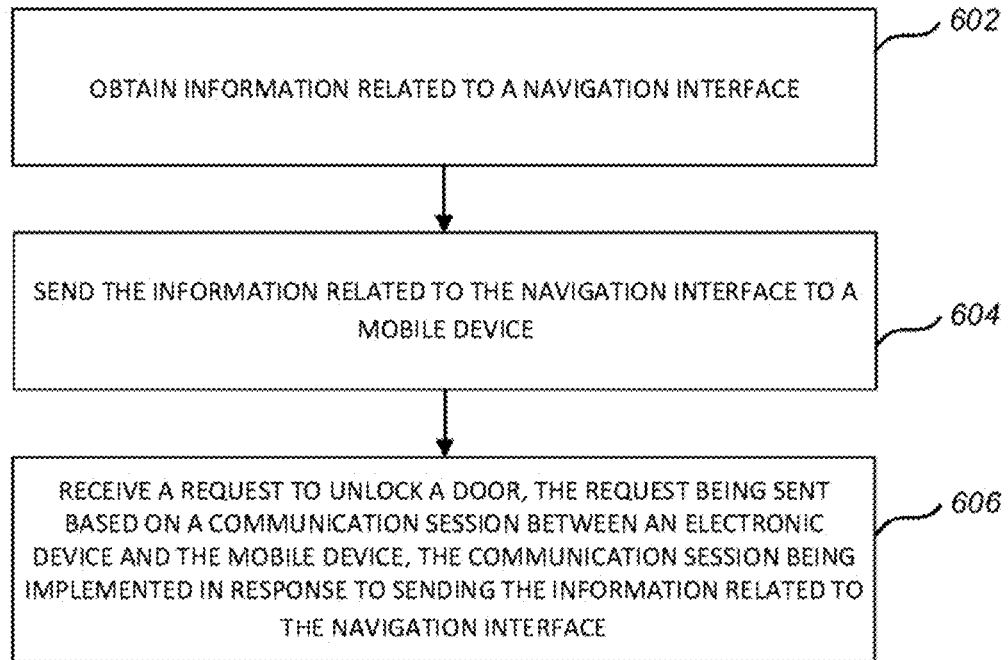 602
OBTAIN INFORMATION RELATED TO A NAVIGATION INTERFACE
SEND THE INFORMATION RELATED TO THE NAVIGATION INTERFACE TO A
MOBILE DEVICE
604
RECEIVE A REQUEST TO UNLOCK A DOOR, THE REQUEST BEING SENT
BASED ON A COMMUNICATION SESSION BETWEEN AN ELECTRONIC
DEVICE AND THE MOBILE DEVICE, THE COMMUNICATION SESSION BEING
IMPLEMENTED IN RESPONSE TO SENDING THE INFORMATION RELATED TO
THE NAVIGATION INTERFACE
606